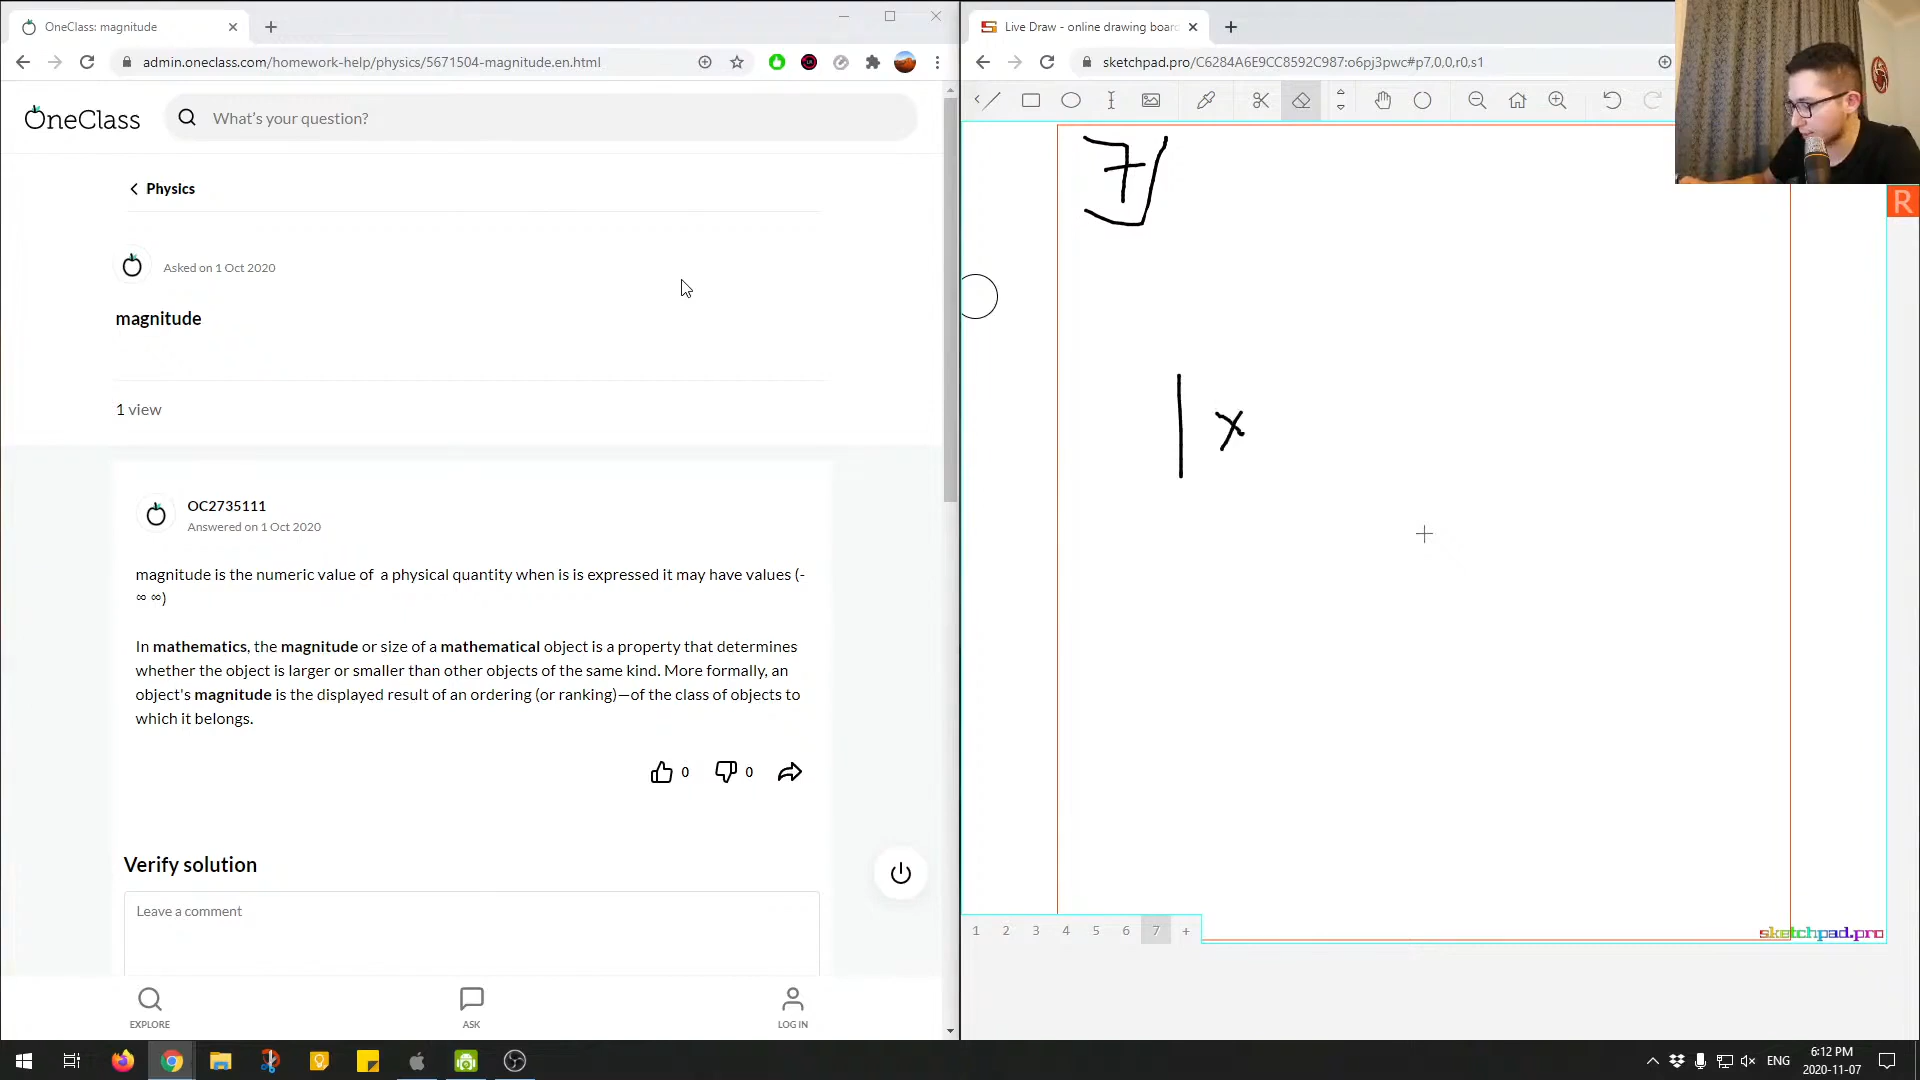 OneClass: magnitude
admin.oneclass.com/homework-help/physics/5671504-magnitude.en.html
OneClass
What's your question?
Physics
Asked on 1 Oct 2020
magnitude
1 view
OC2735111
Answered on 1 Oct 2020
magnitude is the numeric value of a physical quantity when is is expressed it may have values (-
∞ ∞)
In mathematics, the magnitude or size of a mathematical object is a property that determines
whether the object is larger or smaller than other objects of the same kind. More formally, an
object's magnitude is the displayed result of an ordering (or ranking)—of the class of objects to
which it belongs.
0 0
Verify solution
Leave a comment
EXPLORE ASK LOG IN
Live Draw - online drawing boar
sketchpad.pro/C6284A6E9CC8592C987:o6pj3pwc#p7,0,0,r0,s1
R
7
| x
1 2 3 4 5 6 7 +
sketchpad.pro
ENG
6:12 PM
2020-11-07